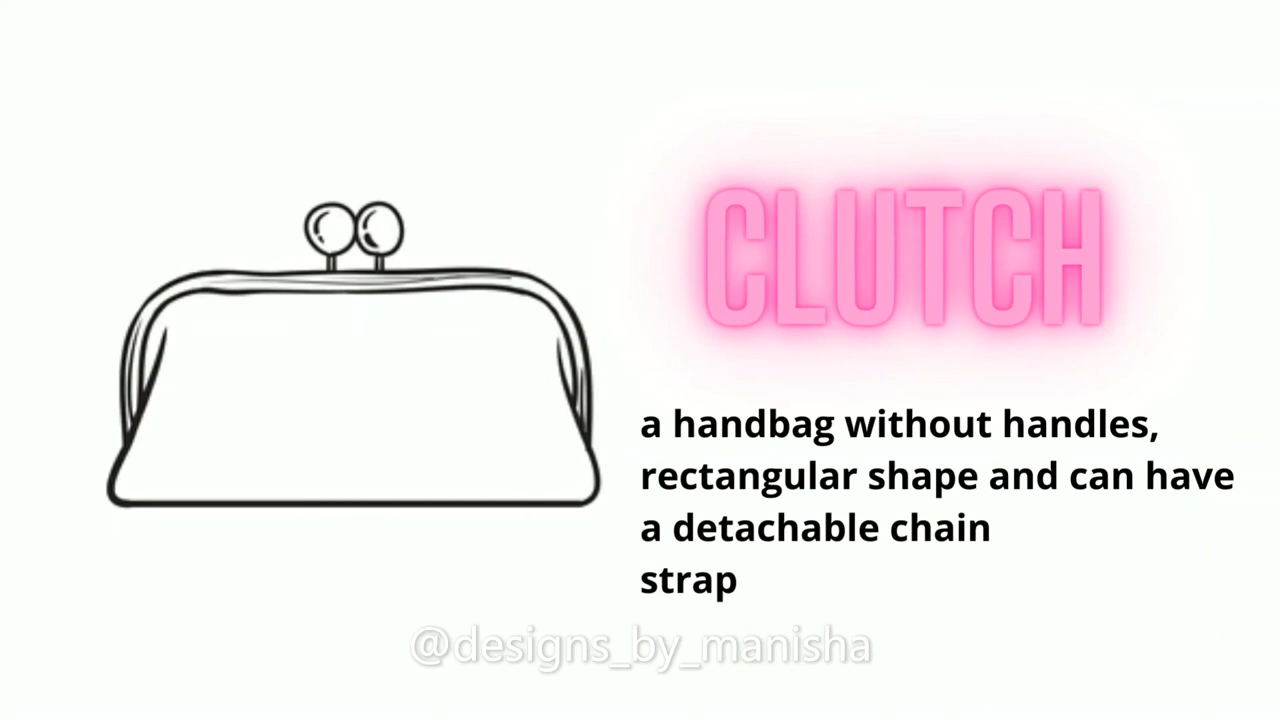 CLUTCH
a handbag without handles,
rectangular shape and can have
a detachable chain
strap
@designs_by_manisha